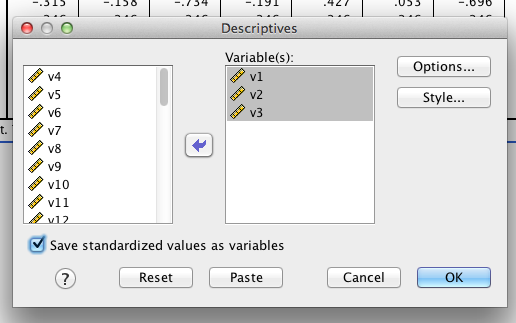 -.315 -.158 -.734 -.191 .427 .053 -.696
Descriptives
Variable(s):
v4
v5
v6
v7
v8
v9
v10
v11
v12
v1
v2
v3
Options...
Style...
t.
Save standardized values as variables
?
Reset
Paste
Cancel
OK